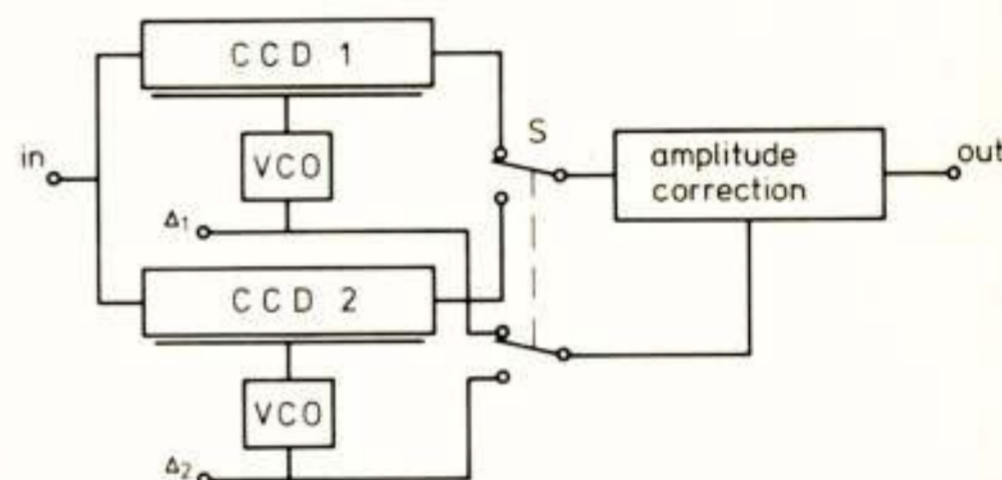 CCD 1
S
in
VCO
amplitude
correction
out
Δ1
CCD 2
VCO
Δ2